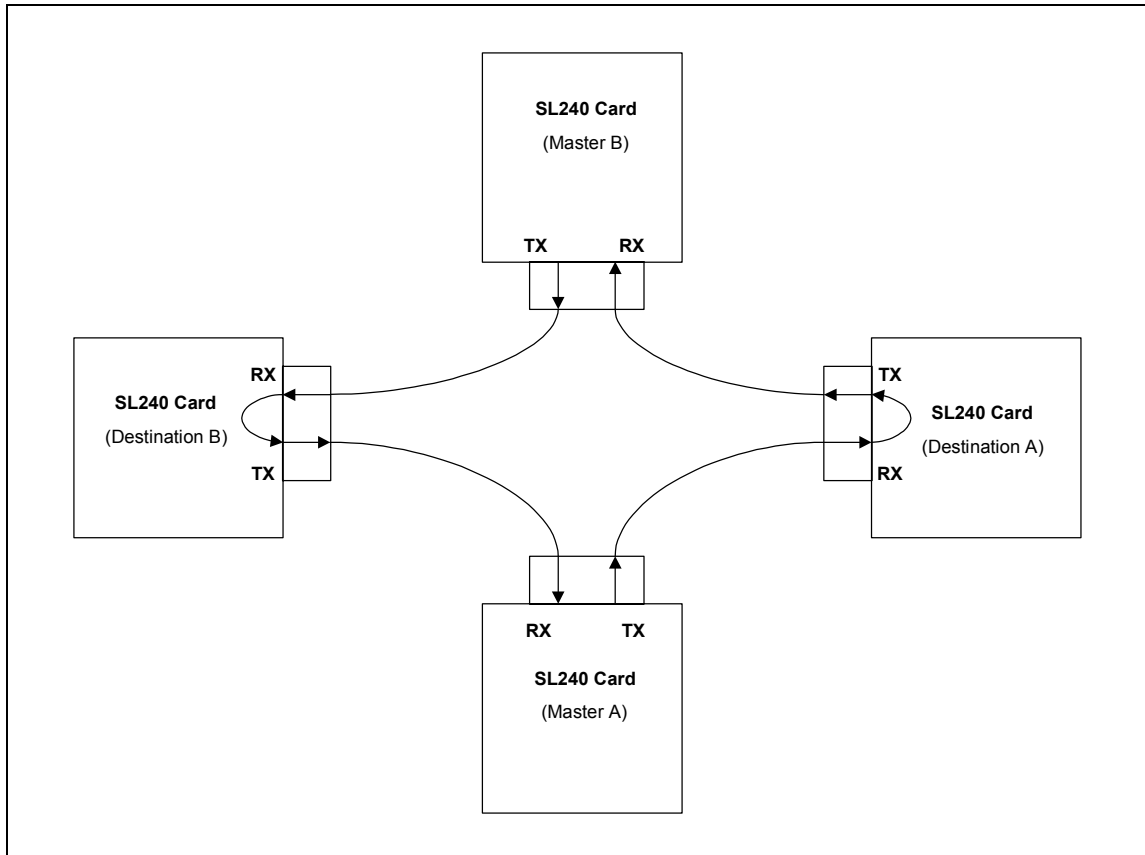 SL240 Card
(Master B)
TX RX
RX
SL240 Card
(Destination B)
TX
TX
SL240 Card
(Destination A)
RX
RX TX
SL240 Card
(Master A)